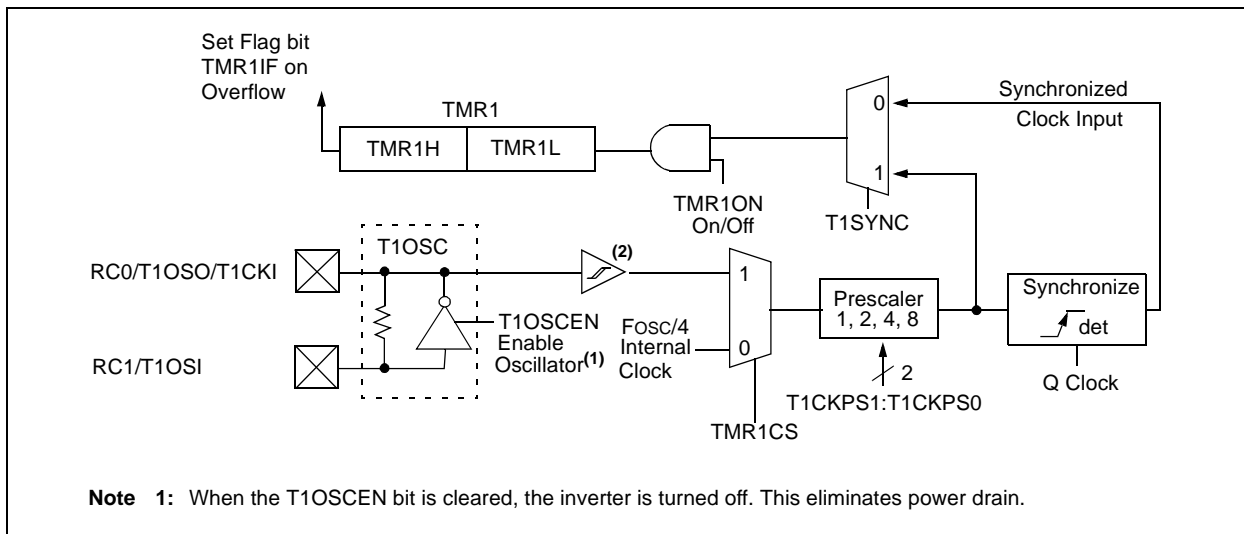 Set Flag bit
TMR1IF on
Overflow
TMR1
TMR1H
TMR1L
TMR1ON
On/Off
0
1
T1SYNC
Synchronized
Clock Input
RC0/T1OSO/T1CKI
RC1/T1OSI
T1OSC
T1OSCEN
Enable
Oscillator(1)
(2)
FOSC/4
Internal
Clock
1
0
TMR1CS
Prescaler
1, 2, 4, 8
2
T1CKPS1:T1CKPS0
Synchronize
det
Q Clock
Note 1: When the T1OSCEN bit is cleared, the inverter is turned off. This eliminates power drain.